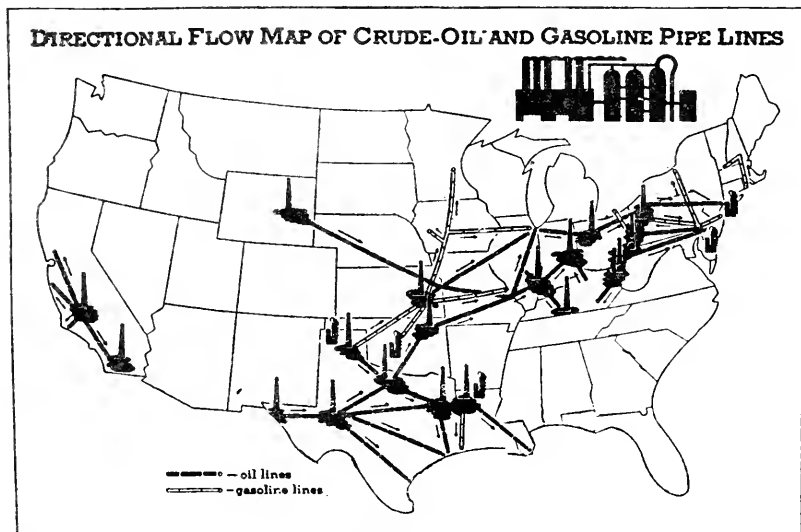 DIRECTIONAL FLOW MAP OF CRUDE-OIL AND GASOLINE PIPE LINES
– oil lines
– gasoline lines